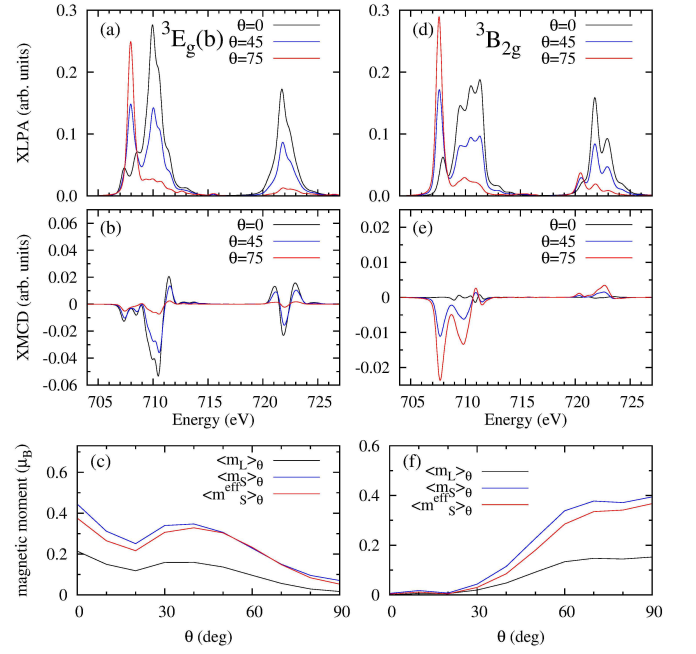 (a) ³E_g(b)
θ=0
θ=45
θ=75
XLPA (arb. units)
0.3
0.2
0.1
0.0
(d) ³B_2g
θ=0
θ=45
θ=75
0.3
0.2
0.1
0.0
(b)
θ=0
θ=45
θ=75
XMCD (arb. units)
0.06
0.04
0.02
0
-0.02
-0.04
-0.06
705 710 715 720 725
Energy (eV)
(e)
θ=0
θ=45
θ=75
0.02
0.01
0
-0.01
-0.02
705 710 715 720 725
Energy (eV)
(c)
<m_L>_θ
<m_S>_θ
<m^eff_S>_θ
magnetic moment (μ_B)
0.6
0.4
0.2
0
0 30 60 90
θ (deg)
(f)
<m_L>_θ
<m_S>_θ
<m^eff_S>_θ
0.6
0.4
0.2
0
0 30 60 90
θ (deg)